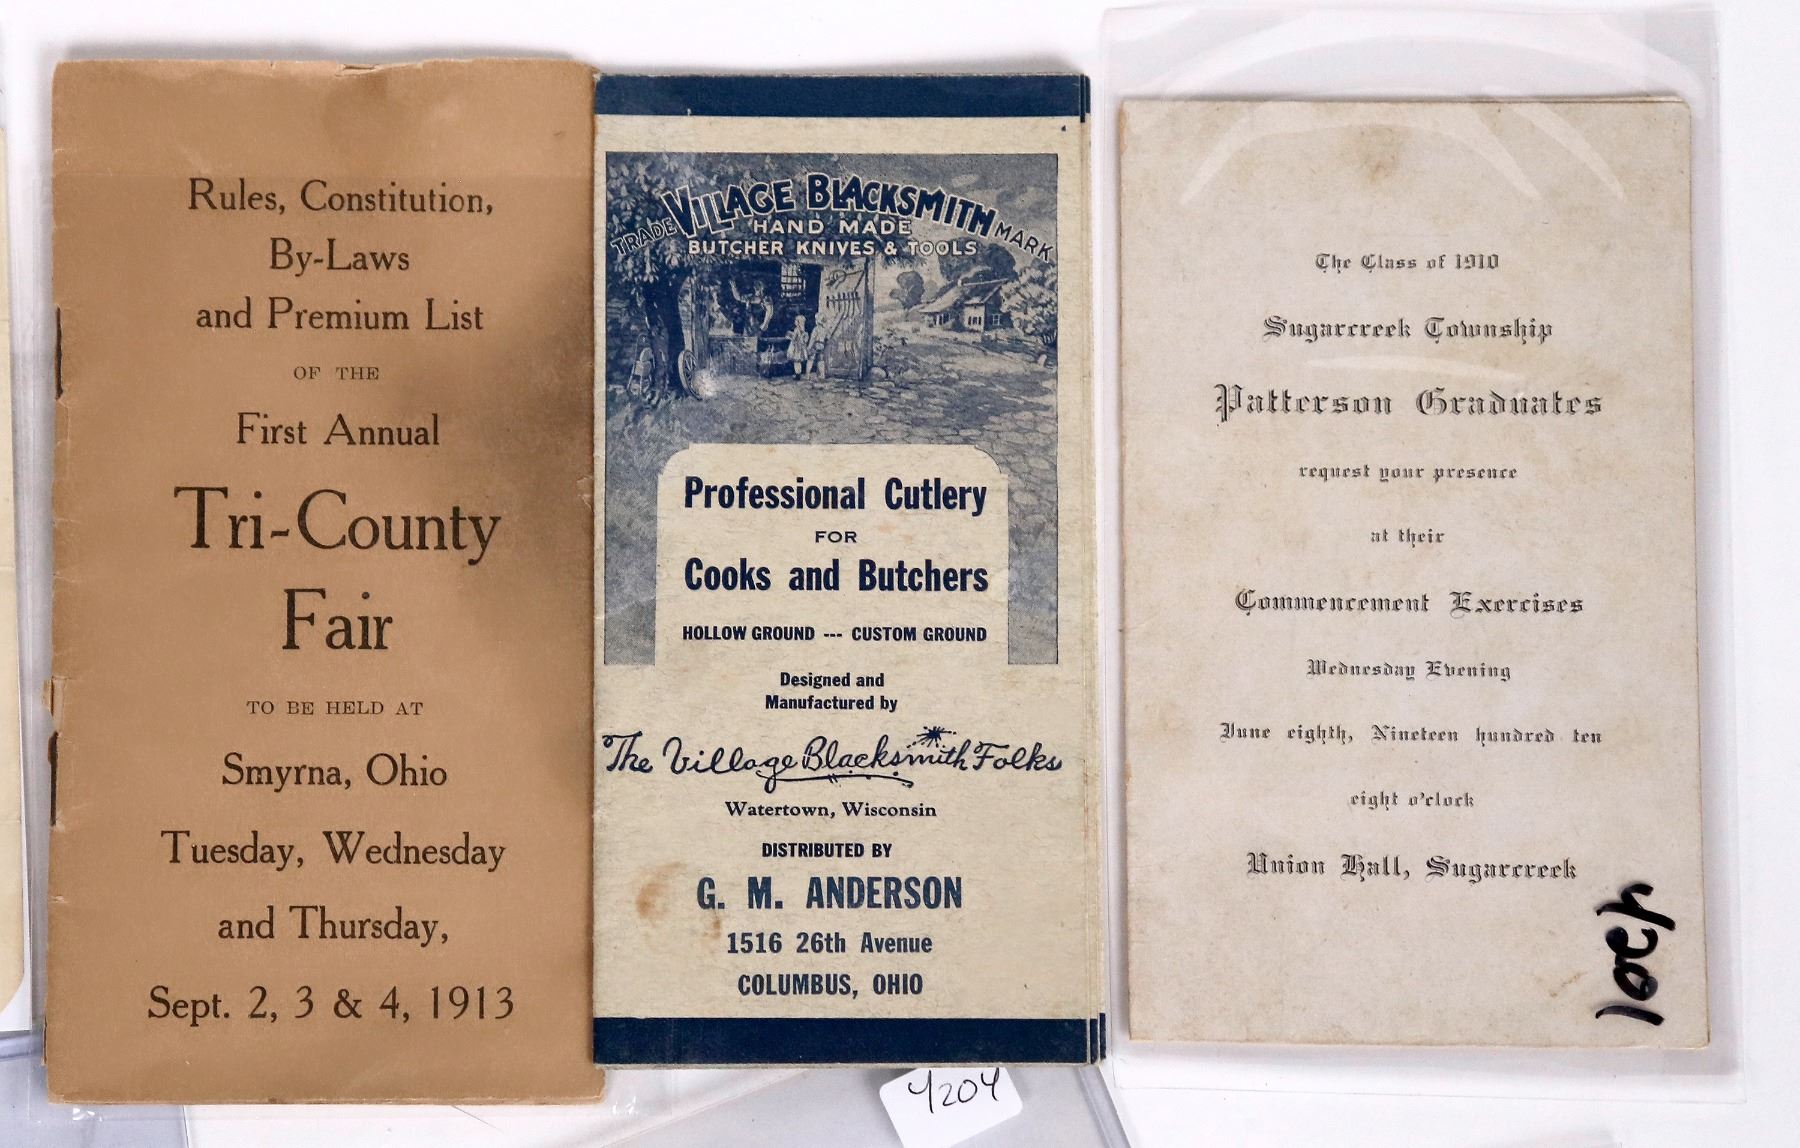 Rules, Constitution,
By-Laws
and Premium List
OF THE
First Annual
Tri-County
Fair
TO BE HELD AT
Smyrna, Ohio
Tuesday, Wednesday
and Thursday,
Sept. 2, 3 & 4, 1913
TRADE VILLAGE BLACKSMITH MARK
HAND MADE
BUTCHER KNIVES & TOOLS
Professional Cutlery
FOR
Cooks and Butchers
HOLLOW GROUND --- CUSTOM GROUND
Designed and
Manufactured by
The Village Blacksmith Folks
Watertown, Wisconsin
DISTRIBUTED BY
G. M. ANDERSON
1516 26th Avenue
COLUMBUS, OHIO
4204
The Class of 1910
Sugarcreek Township
Patterson Graduates
request your presence
at their
Commencement Exercises
Wednesday Evening
June eighth, Nineteen hundred ten
eight o'clock
Union Hall, Sugarcreek
4201